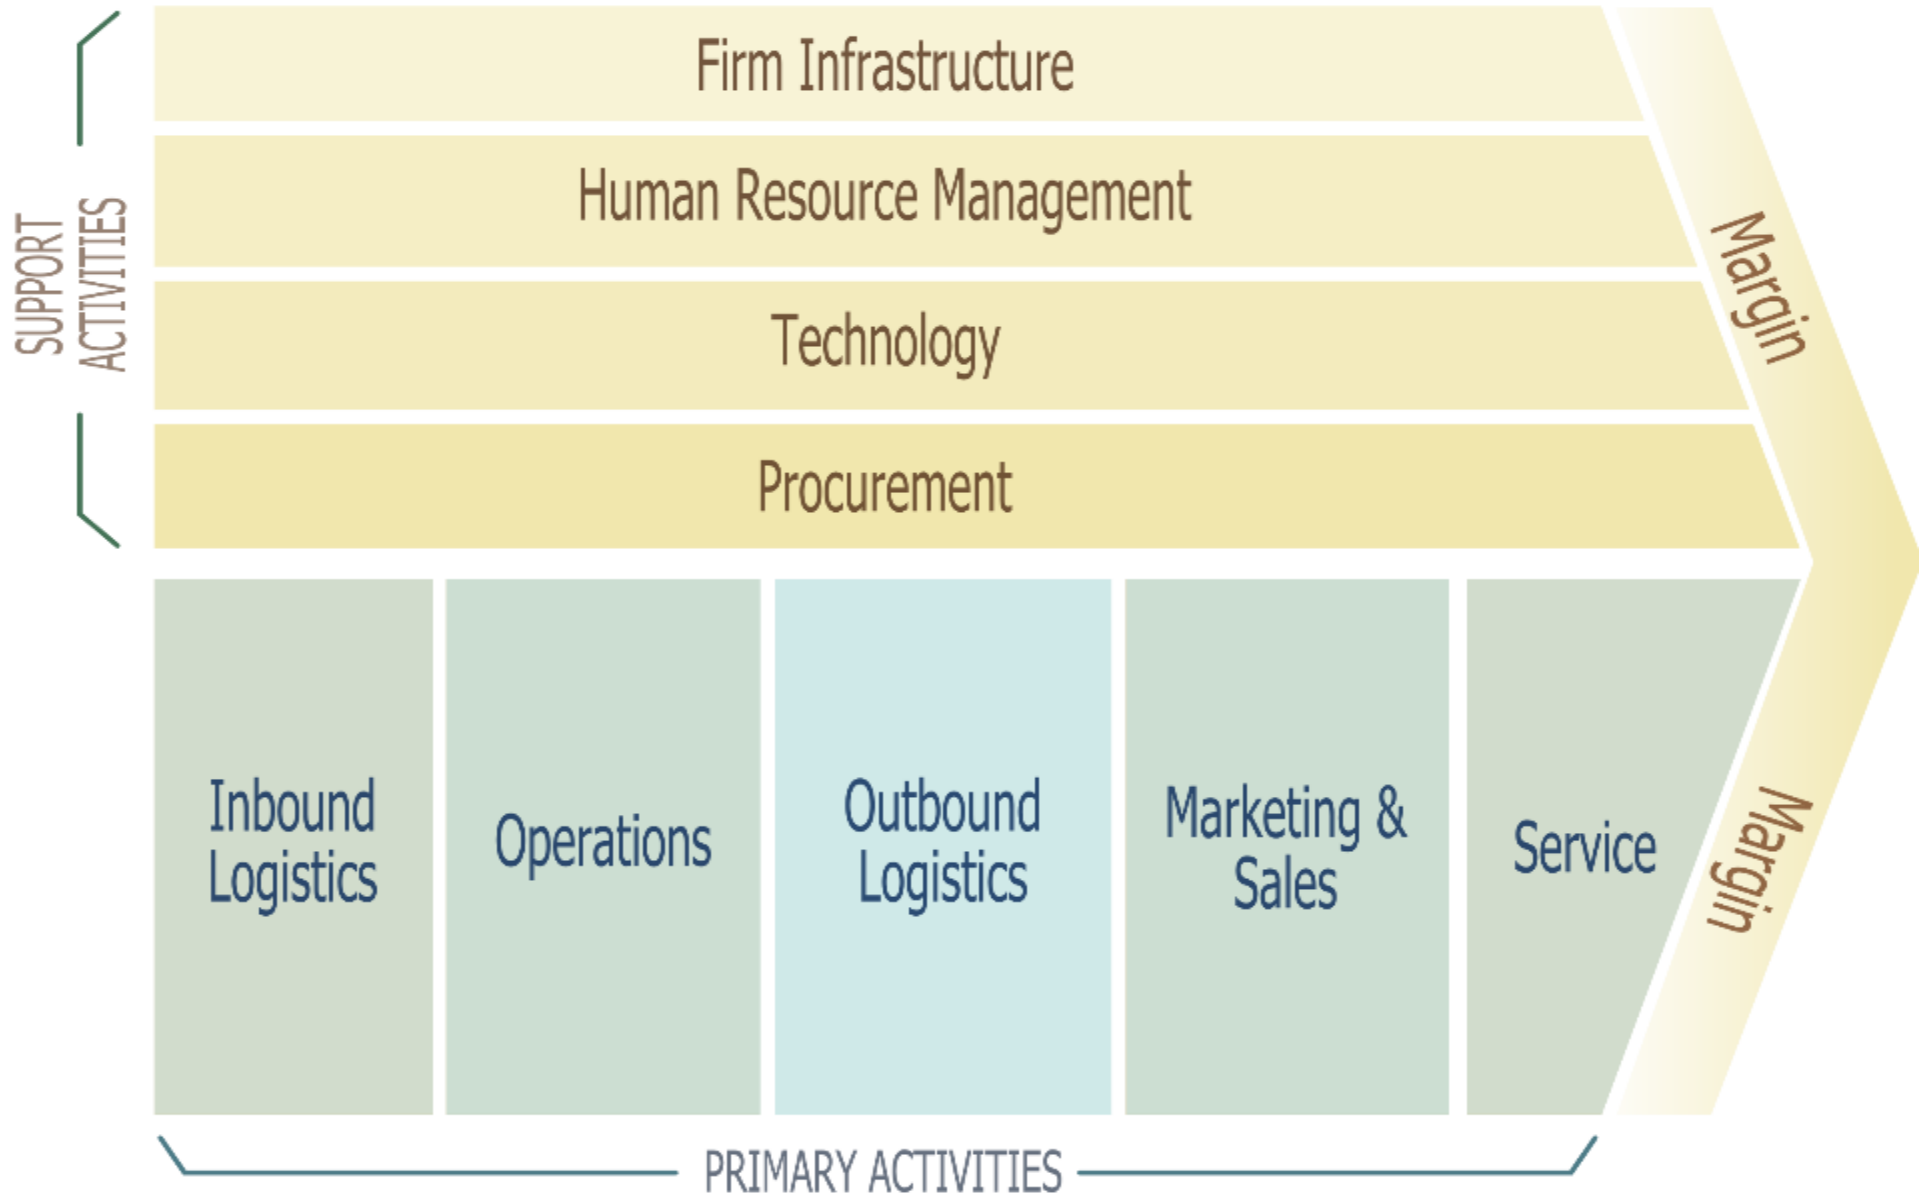 SUPPORT
ACTIVITIES
Firm Infrastructure
Human Resource Management
Technology
Procurement
Margin
Inbound
Logistics
Operations
Outbound
Logistics
Marketing &
Sales
Service
Margin
PRIMARY ACTIVITIES